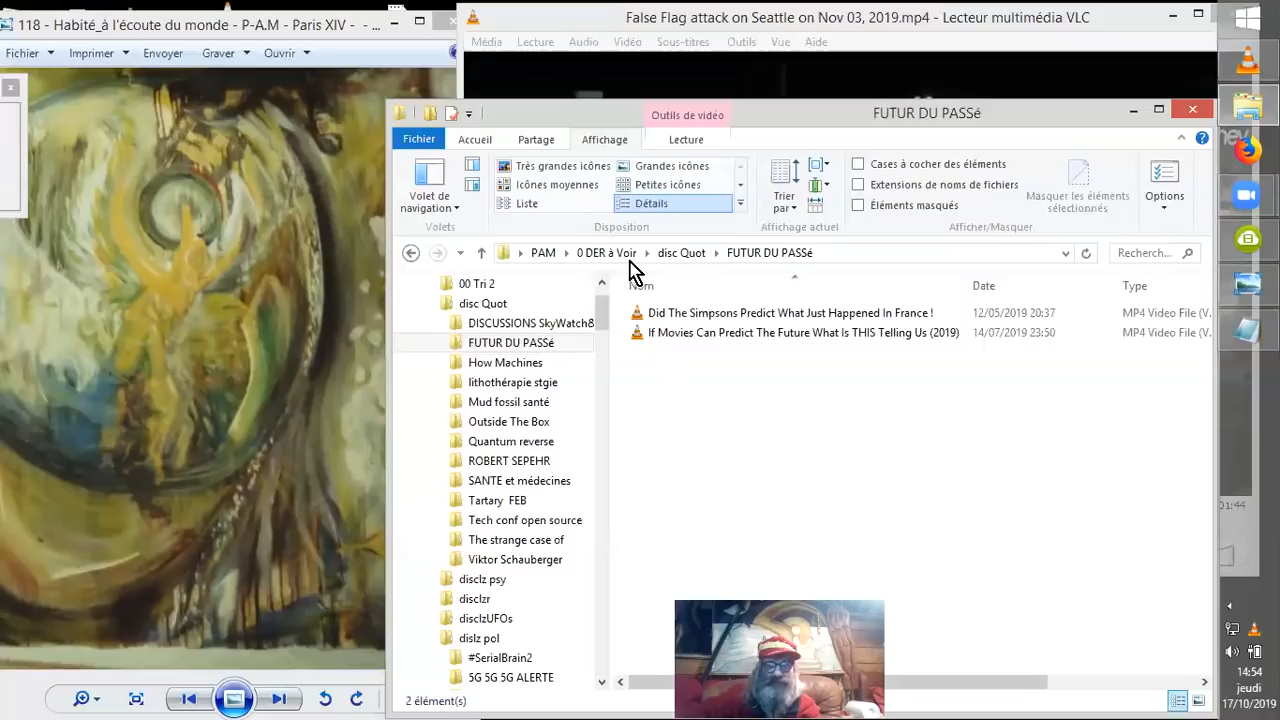 118 - Habité_à l'écoute du monde - P-A.M - Paris XIV - ...
Fichier Imprimer Envoyer Graver Ouvrir
False Flag attack on Seattle on Nov 03, 2019.mp4 - Lecteur multimédia VLC
Média Lecture Audio Vidéo Sous-titres Outils Vue Aide
Outils de vidéo
FUTUR DU PASSé
Fichier Accueil Partage Affichage Lecture
Volet de navigation
Volets
Très grandes icônes Grandes icônes
Icônes moyennes Petites icônes
Liste Détails
Disposition
Trier par
Affichage actuel
Cases à cocher des éléments
Extensions de noms de fichiers
Éléments masqués
Masquer les éléments sélectionnés
Afficher/Masquer
Options
PAM 0 DER à Voir disc Quot FUTUR DU PASSé
Recherc...
00 Tri 2
disc Quot
DISCUSSIONS SkyWatch&
FUTUR DU PASSé
How Machines
lithothérapie stgie
Mud fossil santé
Outside The Box
Quantum reverse
ROBERT SEPEHR
SANTE et médecines
Tartary FEB
Tech conf open source
The strange case of
Viktor Schauberger
disclz psy
disclzr
disclzUFOs
dislz pol
#SerialBrain2
5G 5G 5G ALERTE
Nom Date Type
Did The Simpsons Predict What Just Happened In France ! 12/05/2019 20:37 MP4 Video File (V.
If Movies Can Predict The Future What Is THIS Telling Us (2019) 14/07/2019 23:50 MP4 Video File (V.
2 élément(s)
01:44
14:54
jeudi
17/10/2019